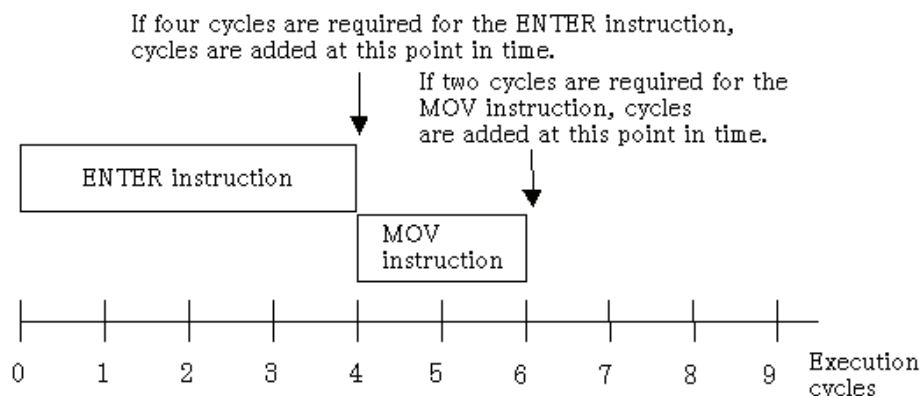 If four cycles are required for the ENTER instruction,
cycles are added at this point in time.
If two cycles are required for the
MOV instruction, cycles
are added at this point in time.
ENTER instruction
MOV
instruction
0 1 2 3 4 5 6 7 8 9
Execution
cycles